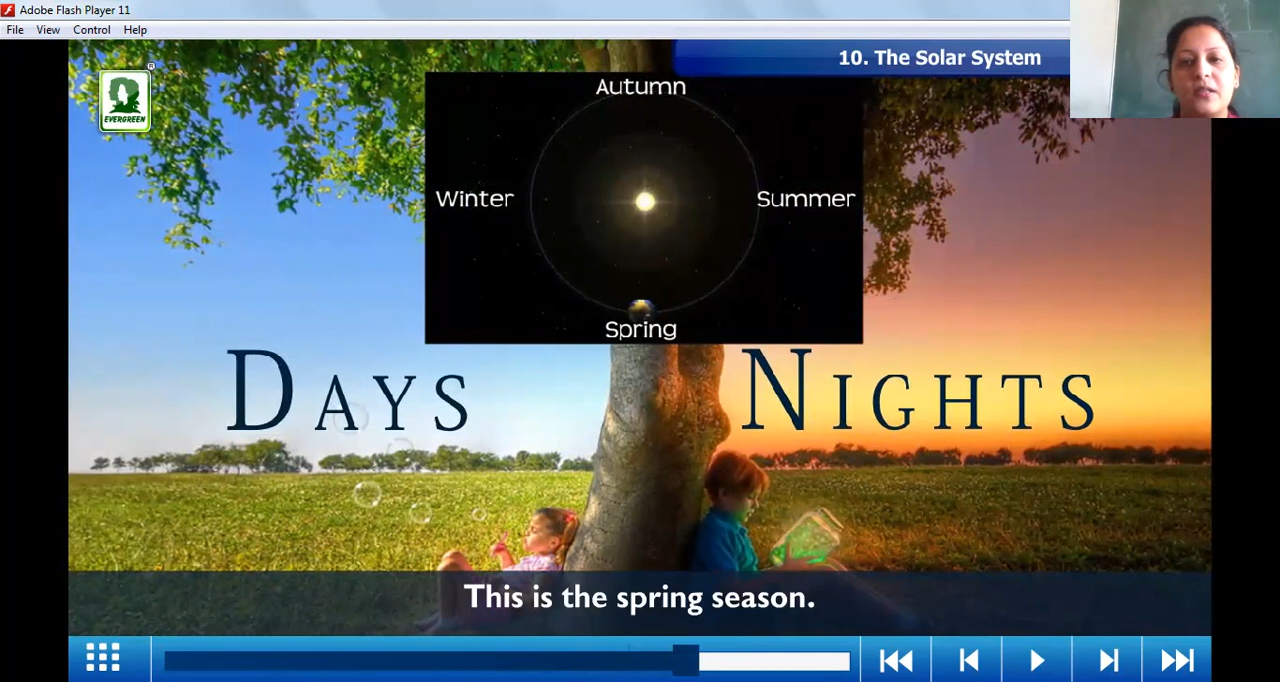 Adobe Flash Player 11
File View Control Help
10. The Solar System
EVERGREEN
®
Autumn
Winter
Summer
Spring
DAYS NIGHTS
This is the spring season.